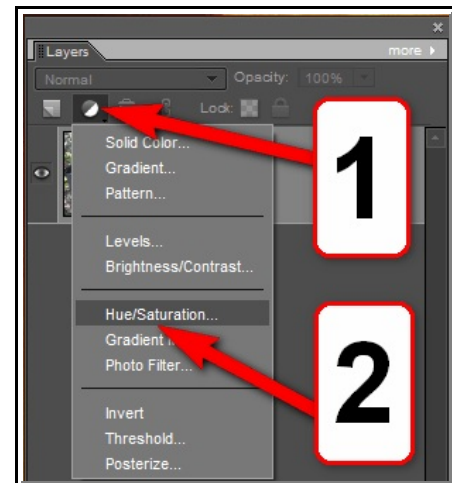 Layers more
Normal Opacity: 100%
Lock:
Solid Color...
Gradient...
Pattern...
Levels...
Brightness/Contrast...
Hue/Saturation...
Gradient
Photo Filter...
Invert
Threshold...
Posterize...
1
2